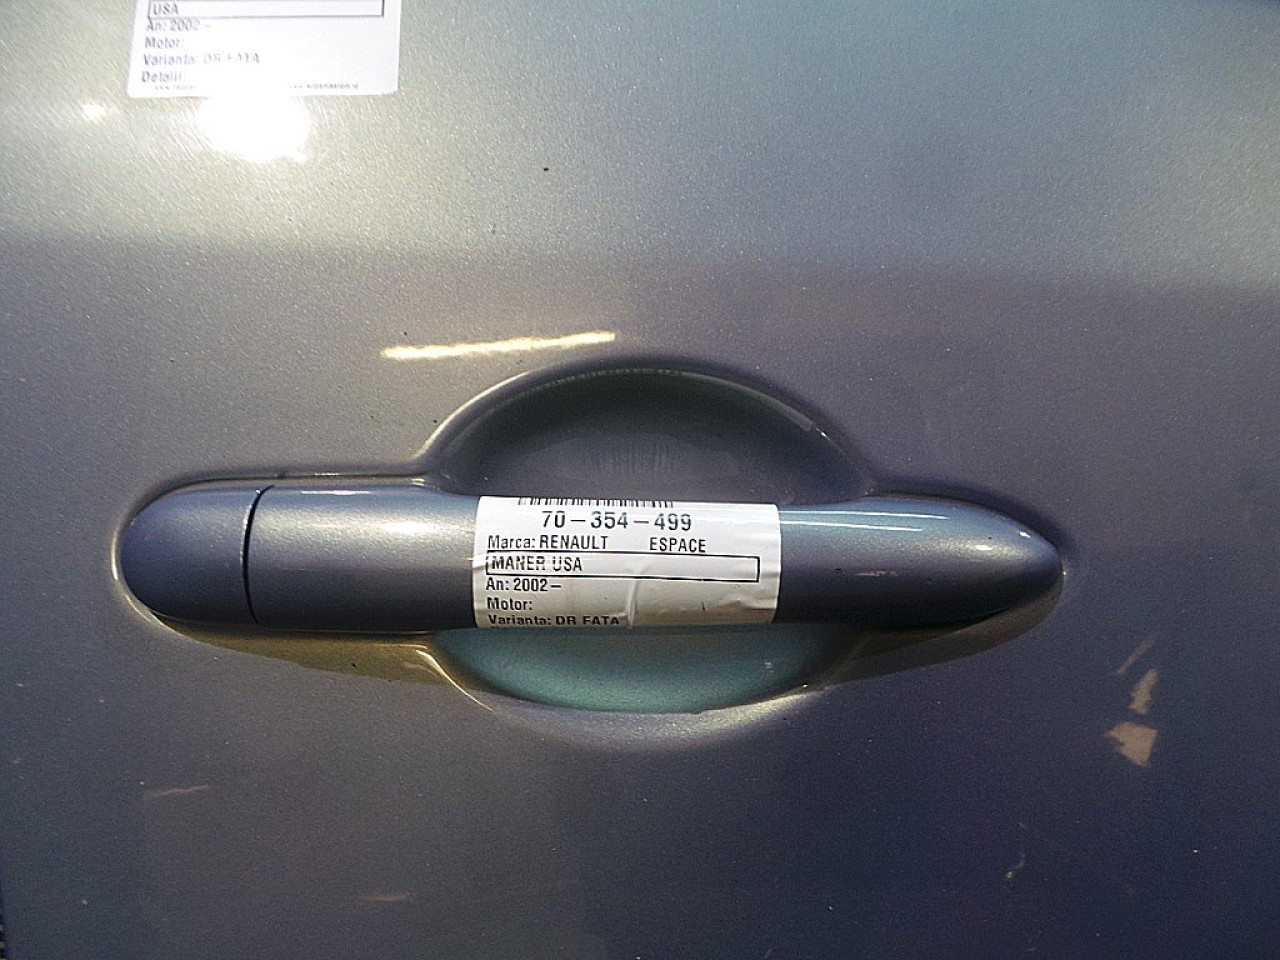 USA
An: 2002 -
Motor:
Varianta: DR FATA
Detalii
70-354-499
Marca: RENAULT ESPACE
MANER USA
An: 2002-
Motor:
Varianta: DR FATA